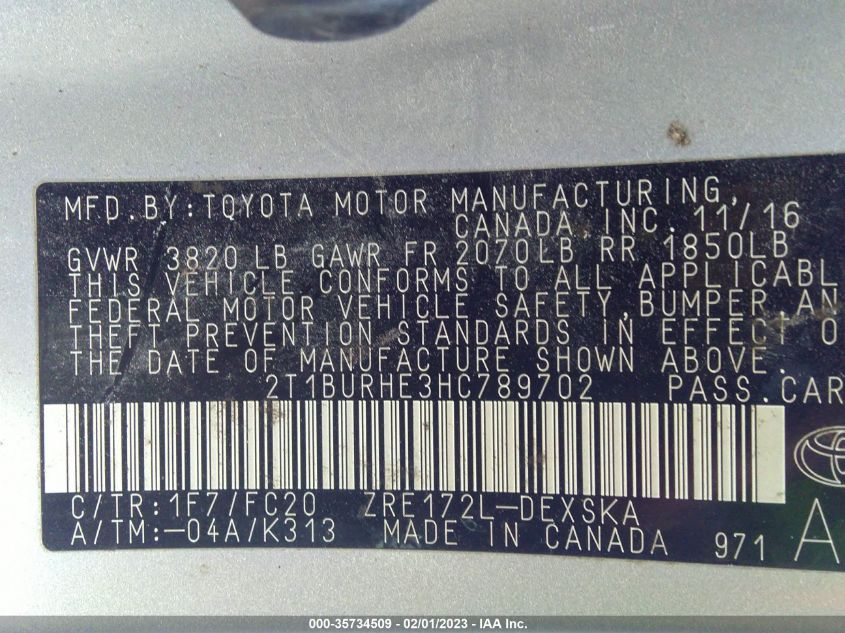 MFD. BY: TOYOTA MOTOR MANUFACTURING,
CANADA, INC. 11/16
GVWR 3820 LB GAWR FR 2070LB RR 1850LB
THIS VEHICLE CONFORMS TO ALL APPLICABL
FEDERAL MOTOR VEHICLE SAFETY, BUMPER, AN
THEFT PREVENTION STANDARDS IN EFFECT O
THE DATE OF MANUFACTURE SHOWN ABOVE.
2T1BURHE3HC789702 PASS. CAR
C/TR: 1F7/FC20 ZRE172L-DEXSKA
A/TM: -04A/K313 MADE IN CANADA 971 A
000-35734509 - 02/01/2023 - IAA Inc.